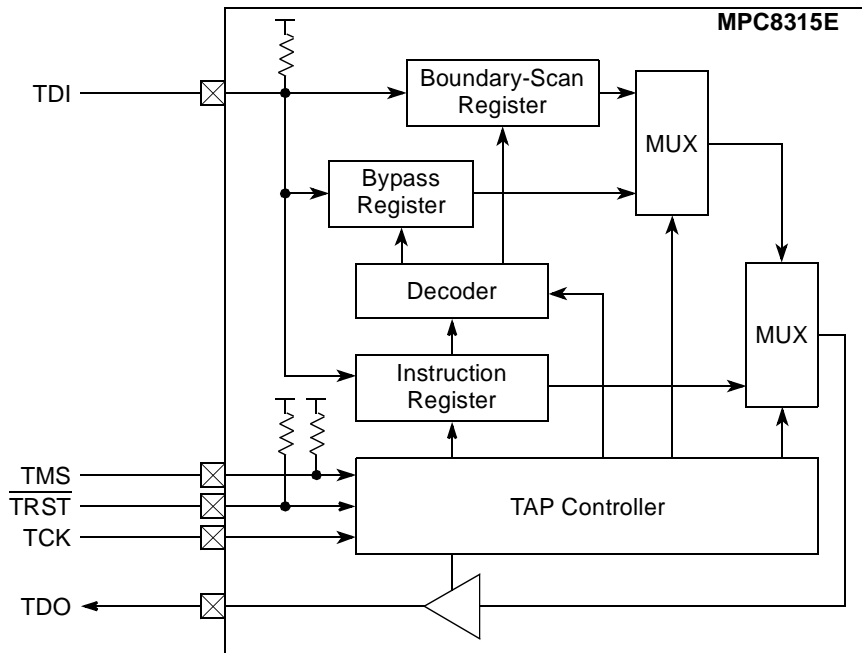 MPC8315E
TDI
Boundary-Scan
Register
MUX
Bypass
Register
Decoder
MUX
Instruction
Register
TMS
TRST
TAP Controller
TCK
TDO